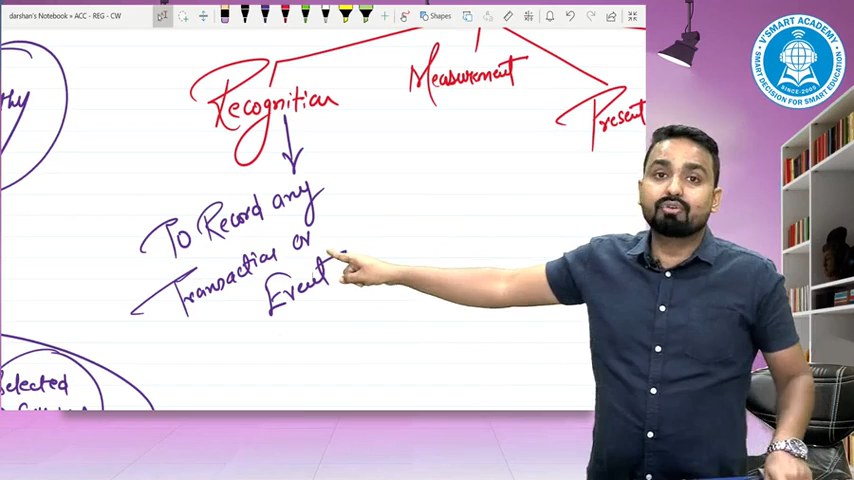 darshan's Notebook » ACC - REG - CW
Shapes
V'SMART ACADEMY
SMART DECISION FOR SMART EDUCATION
SINCE-2005
Recognition
Measurement
Present
thy
To Record any
Transaction or
Event
Selected